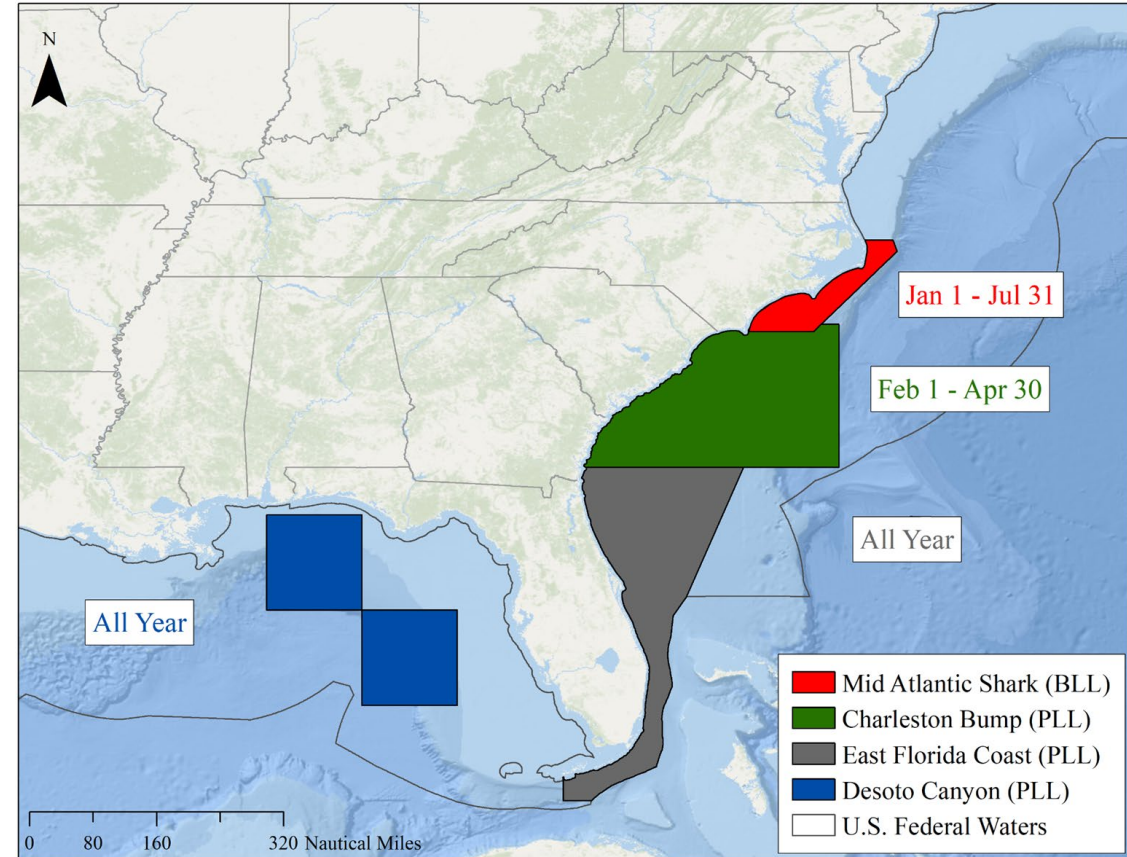 N
Jan 1 - Jul 31
Feb 1 - Apr 30
All Year
All Year
Mid Atlantic Shark (BLL)
Charleston Bump (PLL)
East Florida Coast (PLL)
Desoto Canyon (PLL)
U.S. Federal Waters
0 80 160 320 Nautical Miles